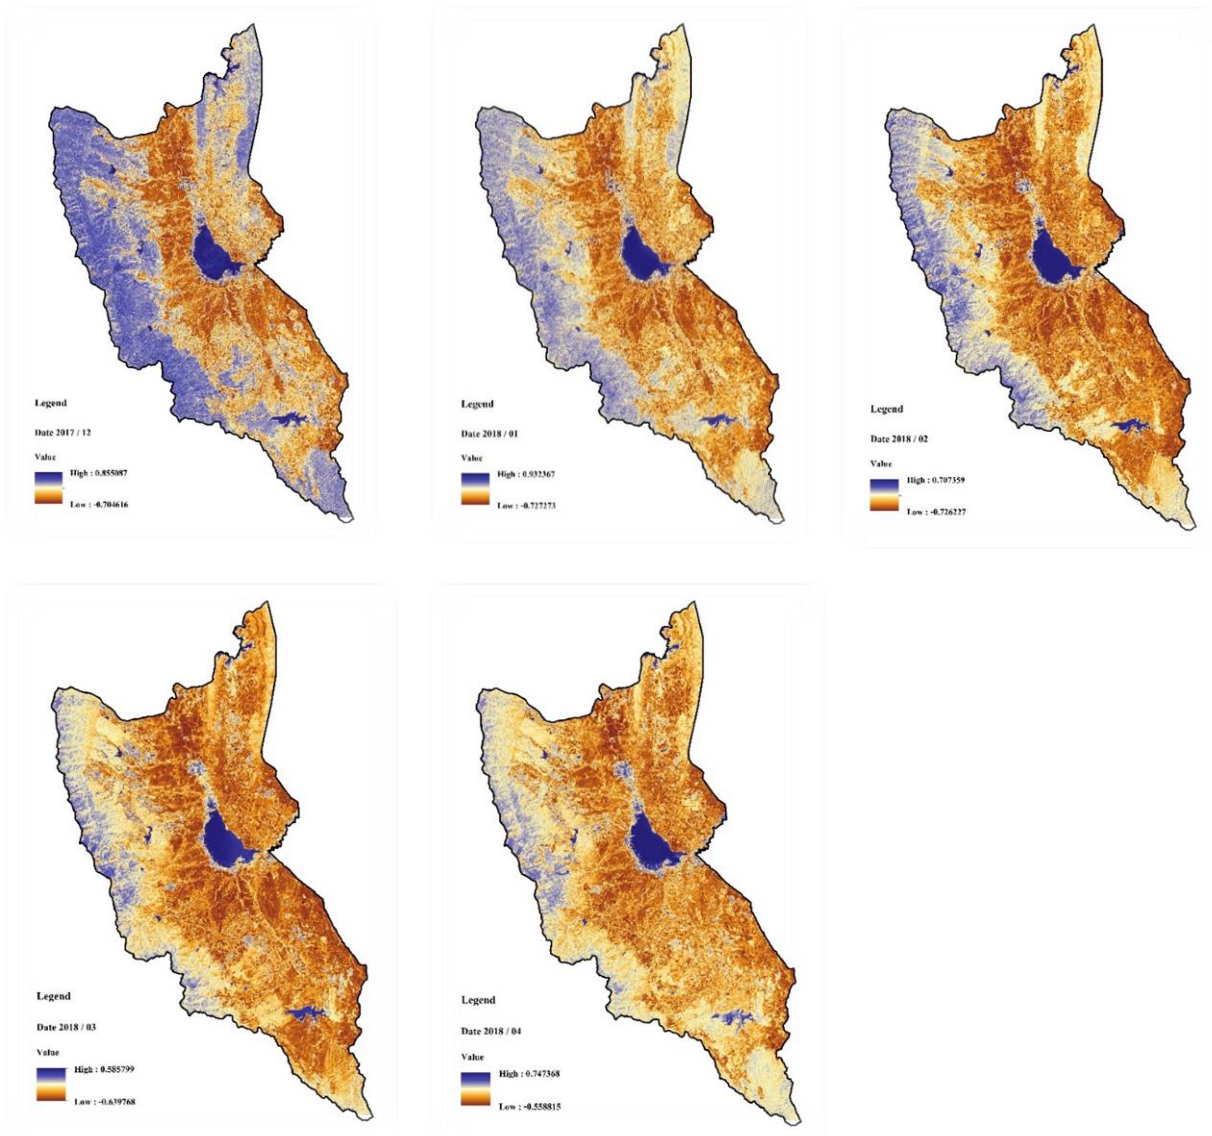 Legend
Date 2017 / 12
Value
High : 0.855087
Low : -0.704616
Legend
Date 2018 / 01
Value
High : 0.932367
Low : -0.727273
Legend
Date 2018 / 02
Value
High : 0.707359
Low : -0.726227
Legend
Date 2018 / 03
Value
High : 0.585799
Low : -0.639768
Legend
Date 2018 / 04
Value
High : 0.747368
Low : -0.558815